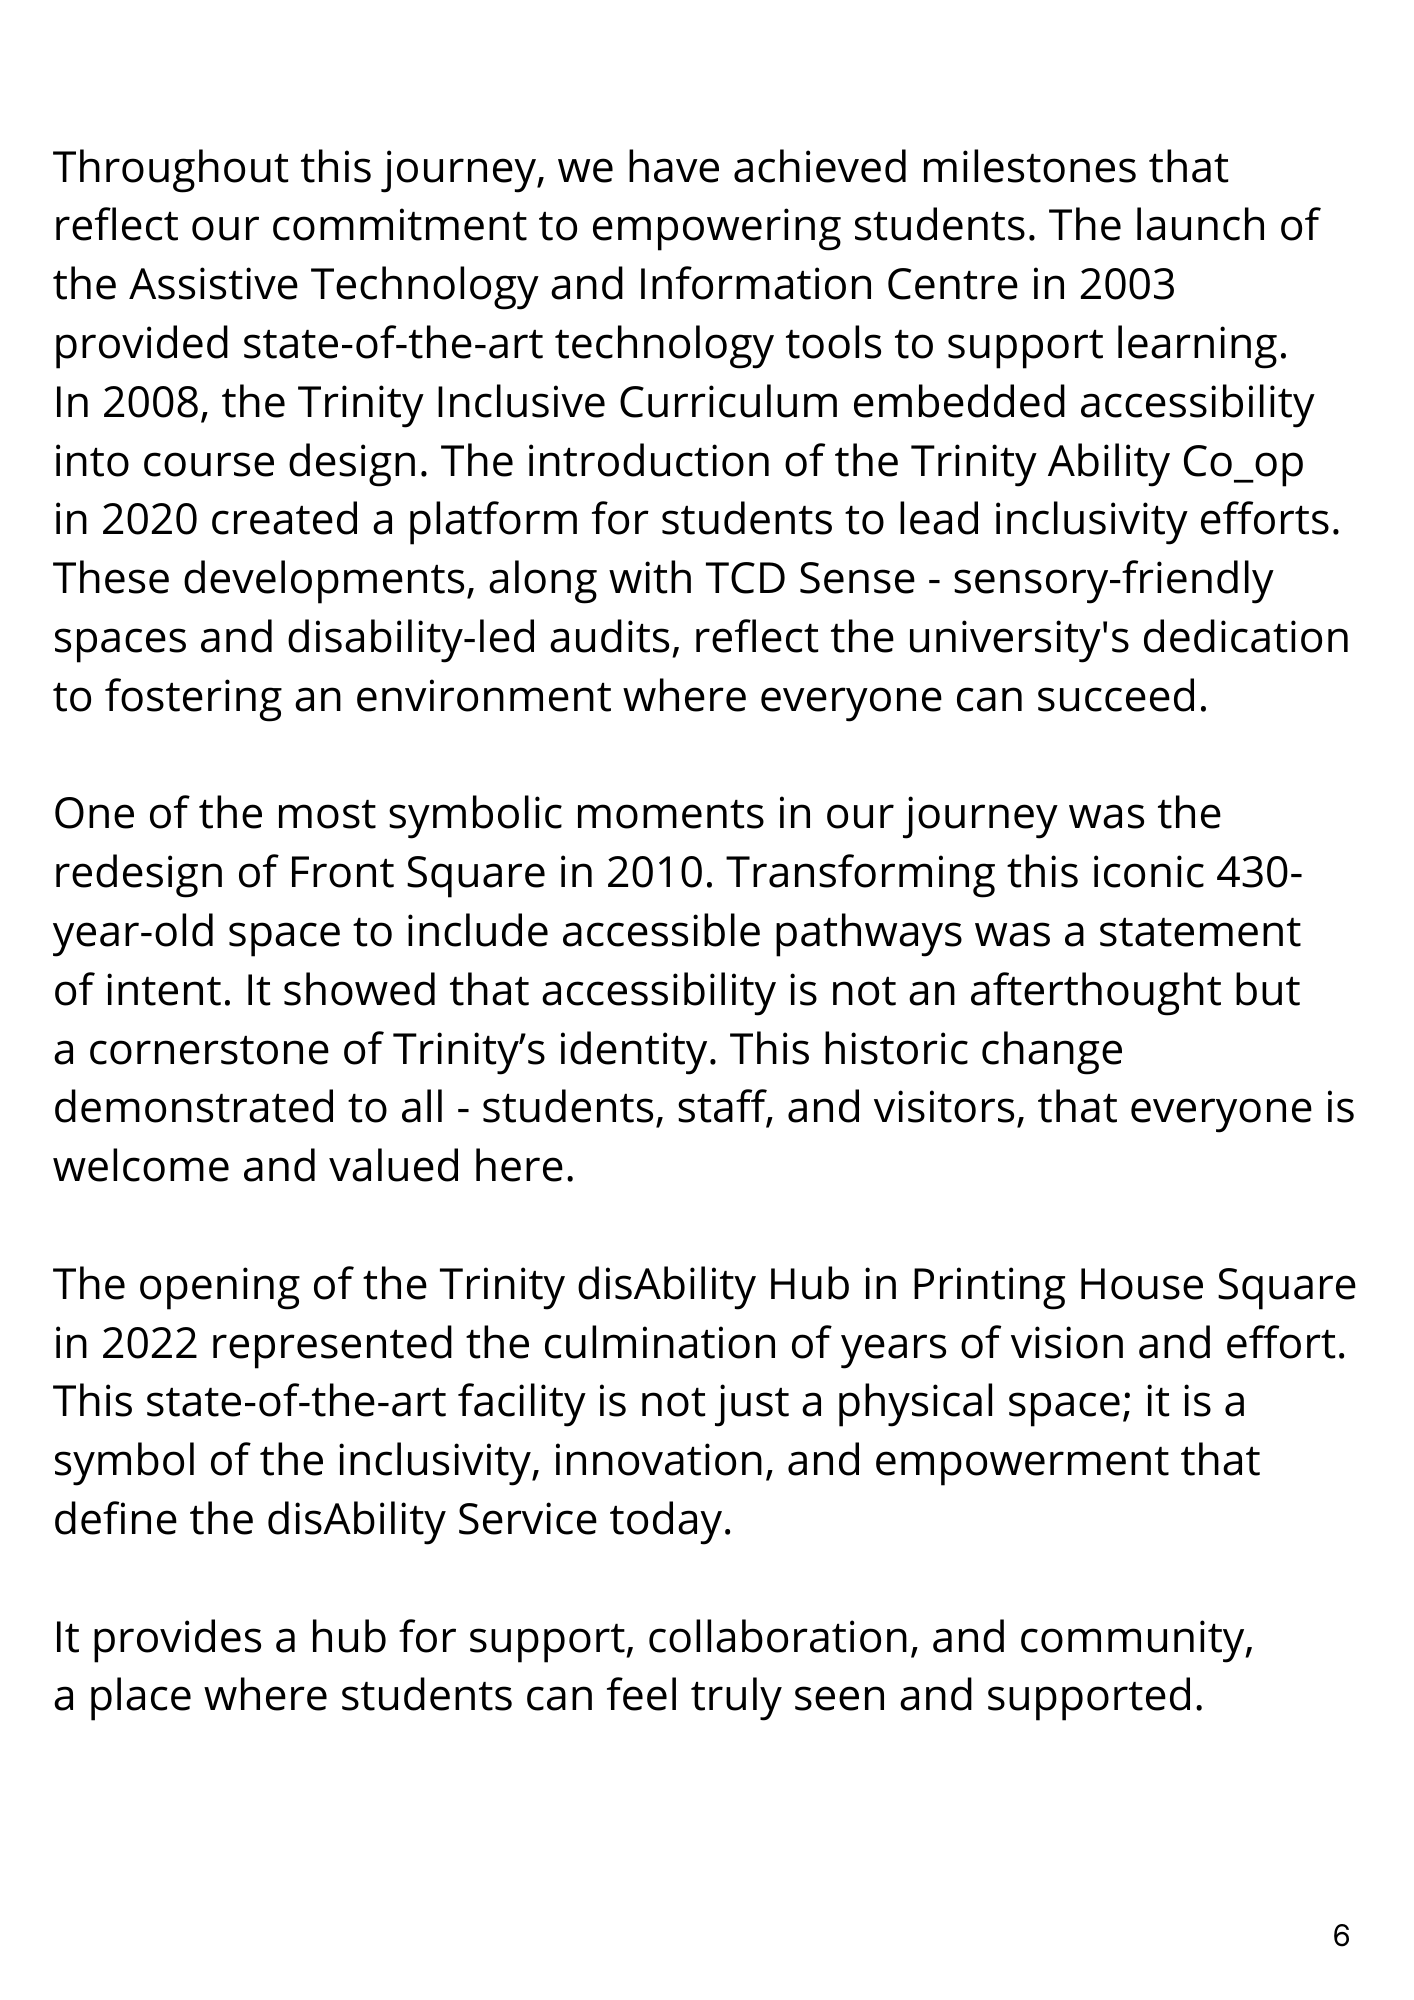 Throughout this journey, we have achieved milestones that
reflect our commitment to empowering students. The launch of
the Assistive Technology and Information Centre in 2003
provided state-of-the-art technology tools to support learning.
In 2008, the Trinity Inclusive Curriculum embedded accessibility
into course design. The introduction of the Trinity Ability Co_op
in 2020 created a platform for students to lead inclusivity efforts.
These developments, along with TCD Sense - sensory-friendly
spaces and disability-led audits, reflect the university's dedication
to fostering an environment where everyone can succeed.
One of the most symbolic moments in our journey was the
redesign of Front Square in 2010. Transforming this iconic 430-
year-old space to include accessible pathways was a statement
of intent. It showed that accessibility is not an afterthought but
a cornerstone of Trinity’s identity. This historic change
demonstrated to all - students, staff, and visitors, that everyone is
welcome and valued here.
The opening of the Trinity disAbility Hub in Printing House Square
in 2022 represented the culmination of years of vision and effort.
This state-of-the-art facility is not just a physical space; it is a
symbol of the inclusivity, innovation, and empowerment that
define the disAbility Service today.
It provides a hub for support, collaboration, and community,
a place where students can feel truly seen and supported.
6